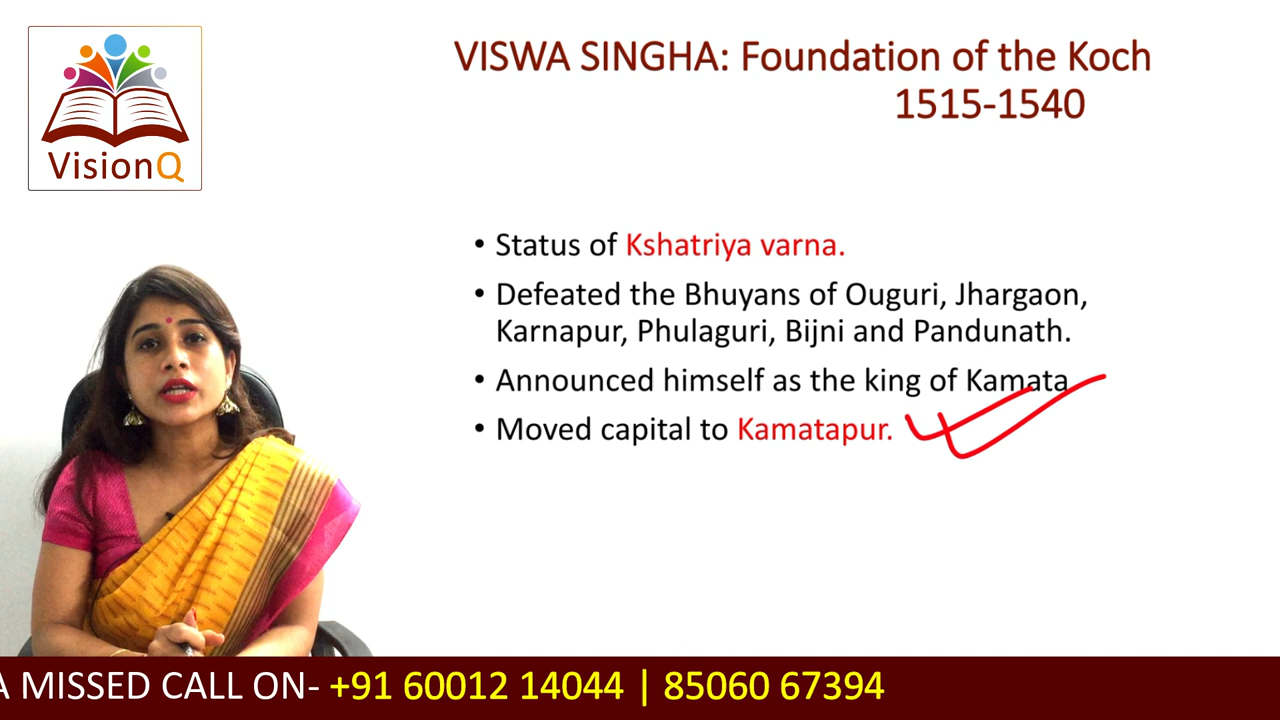 VisionQ
VISWA SINGHA: Foundation of the Koch
1515-1540
• Status of Kshatriya varna.
• Defeated the Bhuyans of Ouguri, Jhargaon,
Karnapur, Phulaguri, Bijni and Pandunath.
• Announced himself as the king of Kamata
• Moved capital to Kamatapur.
A MISSED CALL ON- +91 60012 14044 | 85060 67394